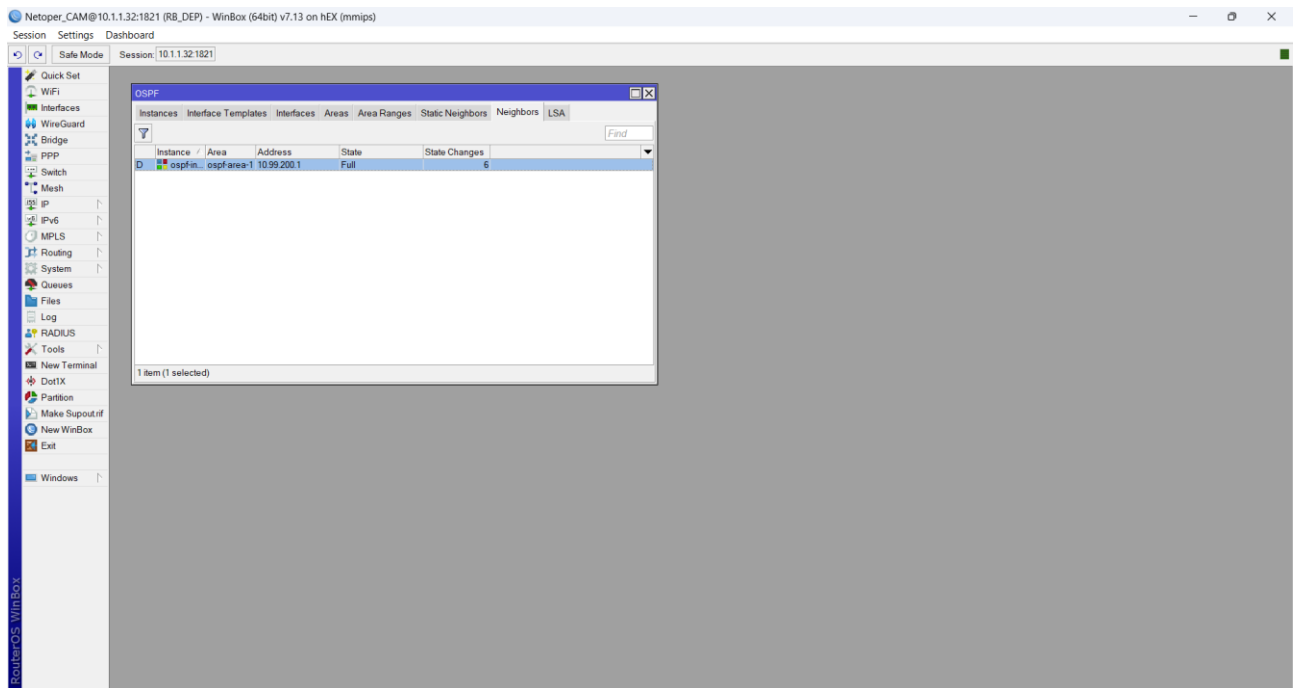 Netoper_CAM@10.1.1.32:1821 (RB_DEP) - WinBox (64bit) v7.13 on hEX (mmips)
Session Settings Dashboard
Safe Mode Session: 10.1.1.32:1821
Quick Set
WiFi
Interfaces
WireGuard
Bridge
PPP
Switch
Mesh
IP
IPv6
MPLS
Routing
System
Queues
Files
Log
RADIUS
Tools
New Terminal
Dot1X
Partition
Make Supout.rif
New WinBox
Exit
Windows
RouterOS WinBox
OSPF
Instances Interface Templates Interfaces Areas Area Ranges Static Neighbors Neighbors LSA
Find
Instance Area Address State State Changes
D ospf-in... ospf-area-1 10.99.200.1 Full 6
1 item (1 selected)